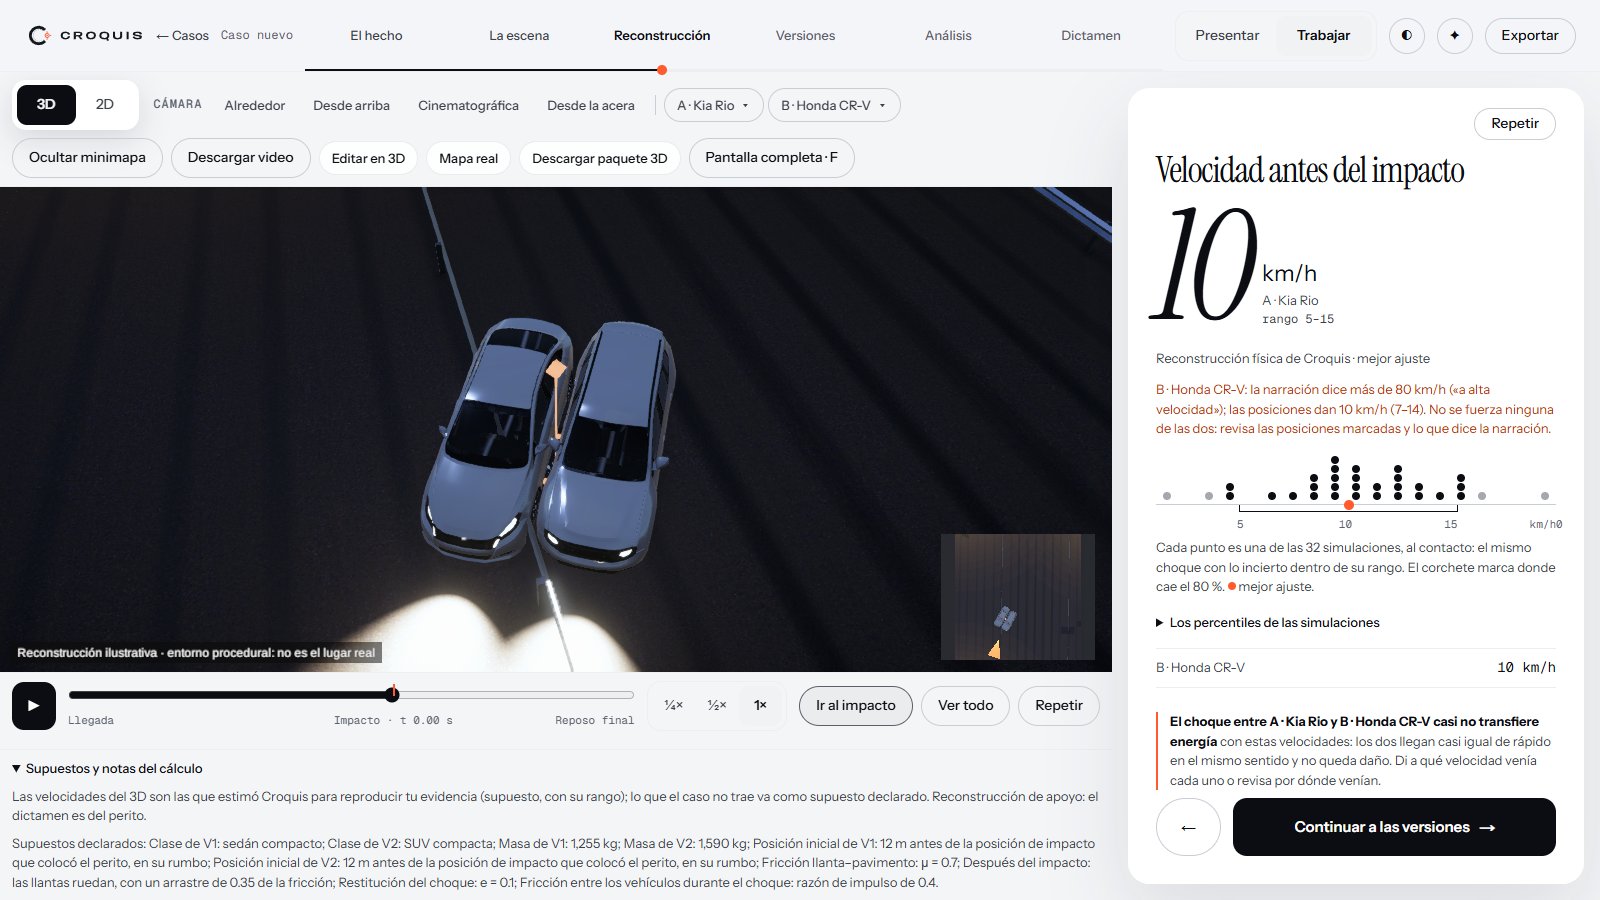 CROQUIS
← Casos
Caso nuevo
El hecho
La escena
Reconstrucción
Versiones
Análisis
Dictamen
Presentar
Trabajar
Exportar
3D
2D
CÁMARA
Alrededor
Desde arriba
Cinematográfica
Desde la acera
A · Kia Rio
B · Honda CR-V
Ocultar minimapa
Descargar video
Editar en 3D
Mapa real
Descargar paquete 3D
Pantalla completa · F
Reconstrucción ilustrativa - entorno procedural: no es el lugar real
Llegada
Impacto · t 0.00 s
Reposo final
¼×
½×
1×
Ir al impacto
Ver todo
Repetir
▼ Supuestos y notas del cálculo
Las velocidades del 3D son las que estimó Croquis para reproducir tu evidencia (supuesto, con su rango); lo que el caso no trae va como supuesto declarado. Reconstrucción de apoyo: el
dictamen es del perito.
Supuestos declarados: Clase de V1: sedán compacto; Clase de V2: SUV compacta; Masa de V1: 1,255 kg; Masa de V2: 1,590 kg; Posición inicial de V1: 12 m antes de la posición de impacto
que colocó el perito, en su rumbo; Posición inicial de V2: 12 m antes de la posición de impacto que colocó el perito, en su rumbo; Fricción llanta–pavimento: μ = 0.7; Después del impacto:
las llantas ruedan, con un arrastre de 0.35 de la fricción; Restitución del choque: e = 0.1; Fricción entre los vehículos durante el choque: razón de impulso de 0.4.
Repetir
Velocidad antes del impacto
10
km/h
A · Kia Rio
rango 5–15
Reconstrucción física de Croquis · mejor ajuste
B · Honda CR-V: la narración dice más de 80 km/h («a alta
velocidad»); las posiciones dan 10 km/h (7–14). No se fuerza ninguna
de las dos: revisa las posiciones marcadas y lo que dice la narración.
5
10
15
km/h0
Cada punto es una de las 32 simulaciones, al contacto: el mismo
choque con lo incierto dentro de su rango. El corchete marca donde
cae el 80 %. mejor ajuste.
▶ Los percentiles de las simulaciones
B · Honda CR-V
10 km/h
El choque entre A · Kia Rio y B · Honda CR-V casi no transfiere
energía con estas velocidades: los dos llegan casi igual de rápido
en el mismo sentido y no queda daño. Di a qué velocidad venía
cada uno o revisa por dónde venían.
←
Continuar a las versiones →